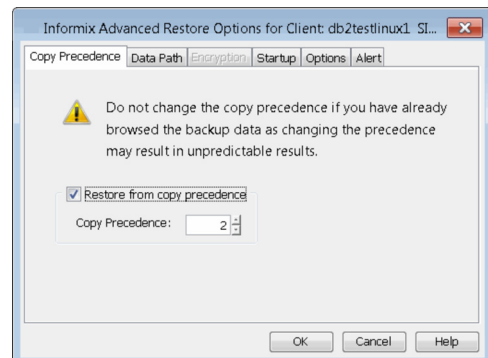 Informix Advanced Restore Options for Client: db2testlinux1 SI...
Copy Precedence Data Path Encryption Startup Options Alert
Do not change the copy precedence if you have already
browsed the backup data as changing the precedence
may result in unpredictable results.
Restore from copy precedence
Copy Precedence: 2
OK Cancel Help